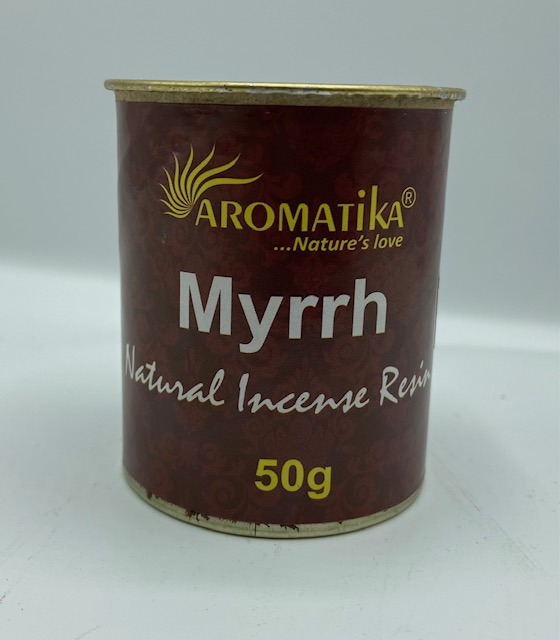 AROMATiKA®
...Nature's love
Myrrh
Natural Incense Resin
50g